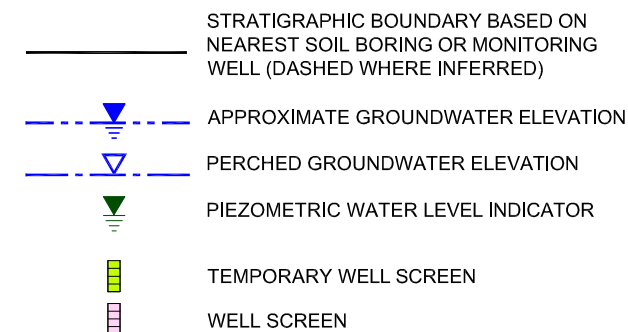 STRATIGRAPHIC BOUNDARY BASED ON
NEAREST SOIL BORING OR MONITORING
WELL (DASHED WHERE INFERRED)
APPROXIMATE GROUNDWATER ELEVATION
PERCHED GROUNDWATER ELEVATION
PIEZOMETRIC WATER LEVEL INDICATOR
TEMPORARY WELL SCREEN
WELL SCREEN